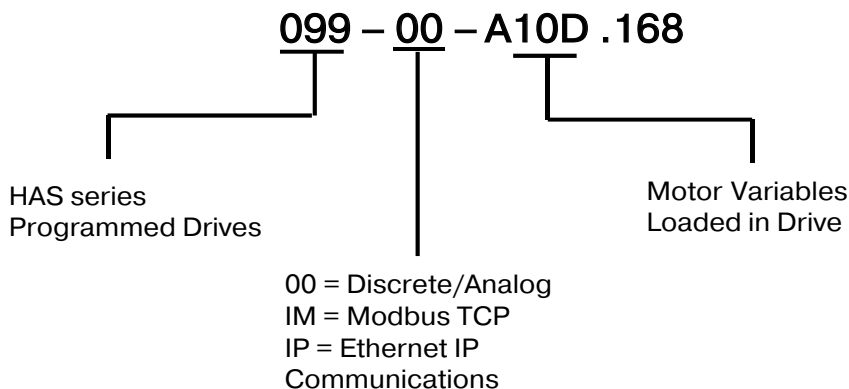 099 – 00 – A10D .168
HAS series
Programmed Drives
Motor Variables
Loaded in Drive
00 = Discrete/Analog
IM = Modbus TCP
IP = Ethernet IP
Communications